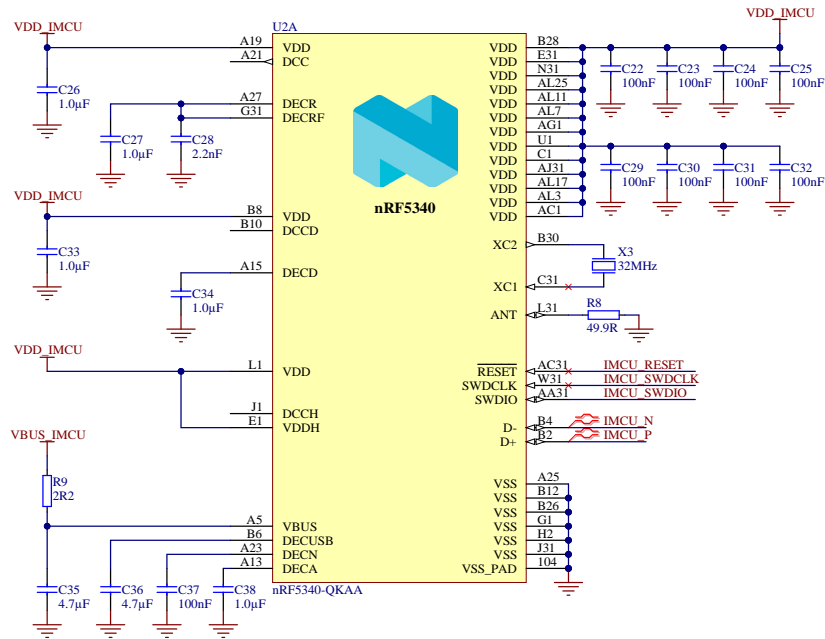 VDD_IMCU
VDD_IMCU
U2A
A19 VDD
A21 DCC
VDD B28
VDD E31
VDD N31
VDD AL25
VDD AL11
VDD AL7
VDD AG1
VDD U1
VDD C1
VDD AJ31
VDD AL17
VDD AL3
VDD AC1
C22 100nF
C23 100nF
C24 100nF
C25 100nF
C26 1.0µF
A27 DECR
G31 DECRF
C27 1.0µF
C28 2.2nF
C29 100nF
C30 100nF
C31 100nF
C32 100nF
nRF5340
VDD_IMCU
B8 VDD
B10 DCCD
C33 1.0µF
A15 DECD
C34 1.0µF
XC2 B30
X3 32MHz
XC1 C31
ANT L31
R8
49.9R
VDD_IMCU
L1 VDD
J1 DCCH
E1 VDDH
RESET AC31 IMCU_RESET
SWDCLK W31 IMCU_SWDCLK
SWDIO AA31 IMCU_SWDIO
D- B4 IMCU_N
D+ B2 IMCU_P
VBUS_IMCU
R9 2R2
A5 VBUS
B6 DECUSB
A23 DECN
A13 DECA
VSS A25
VSS B12
VSS B26
VSS G1
VSS H2
VSS J31
VSS_PAD 104
C35 4.7µF
C36 4.7µF
C37 100nF
C38 1.0µF
nRF5340-QKAA